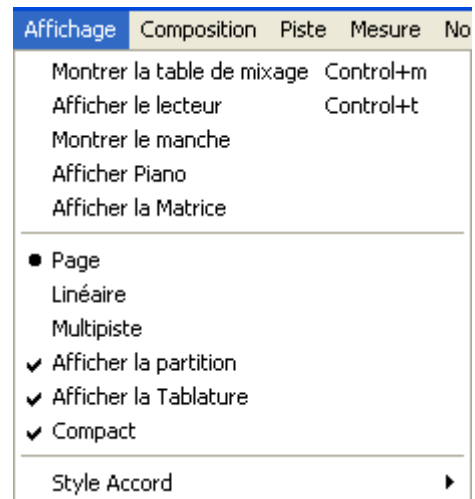 Affichage Composition Piste Mesure No
Montrer la table de mixage Control+m
Afficher le lecteur Control+t
Montrer le manche
Afficher Piano
Afficher la Matrice
Page
Linéaire
Multipiste
Afficher la partition
Afficher la Tablature
Compact
Style Accord